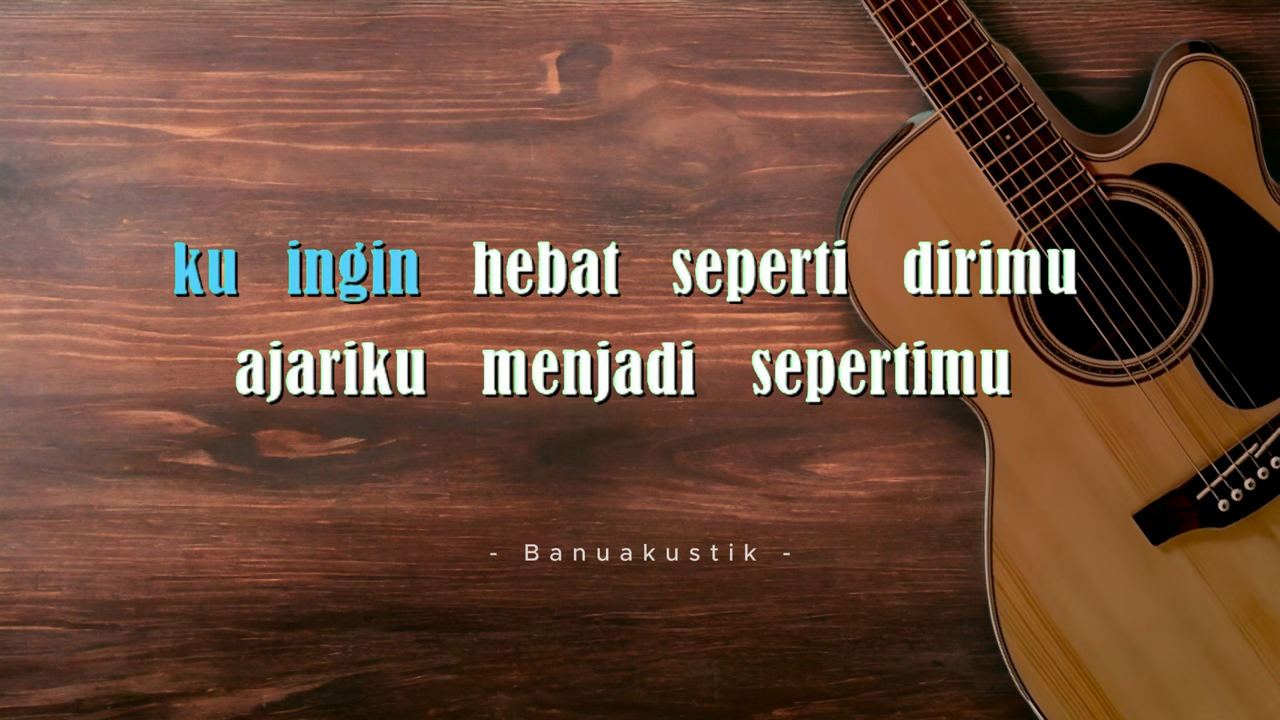 ku ingin hebat seperti dirimu
ajariku menjadi sepertimu
- Banuakustik -